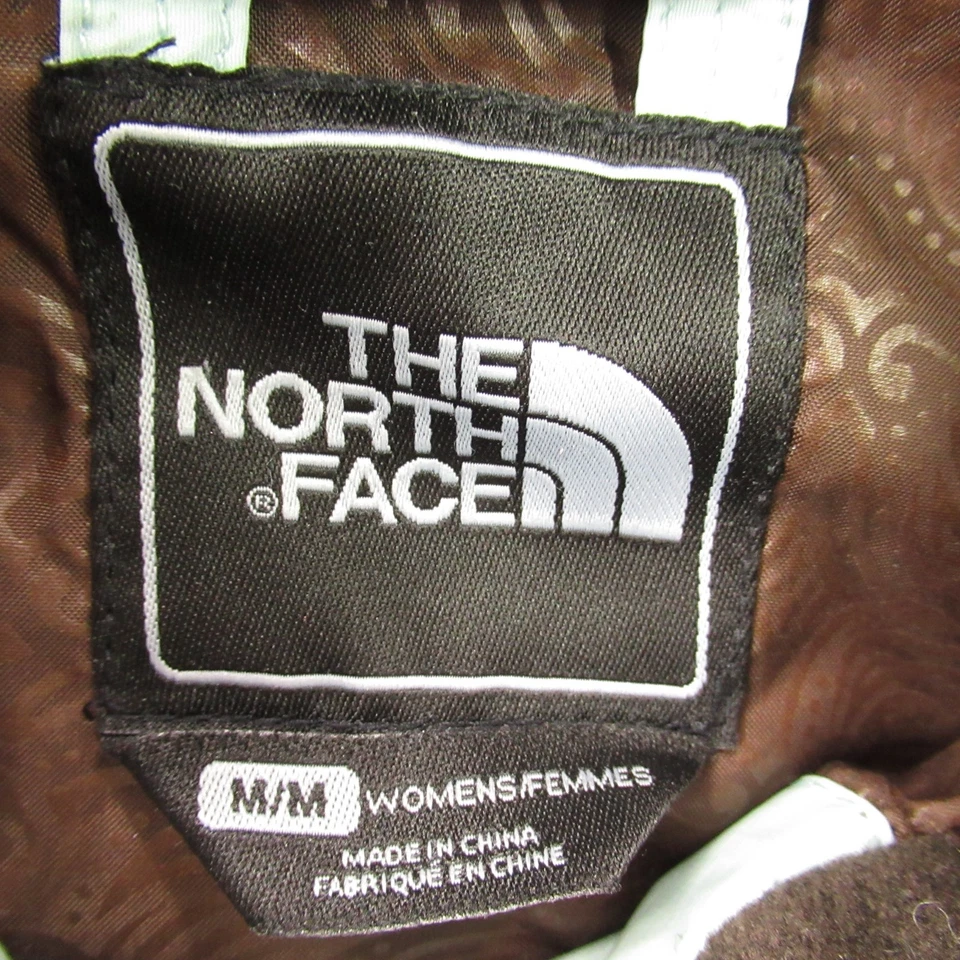 THE
NORTH
®FACE
M/M WOMENS/FEMMES
MADE IN CHINA
FABRIQUÉ EN CHINE